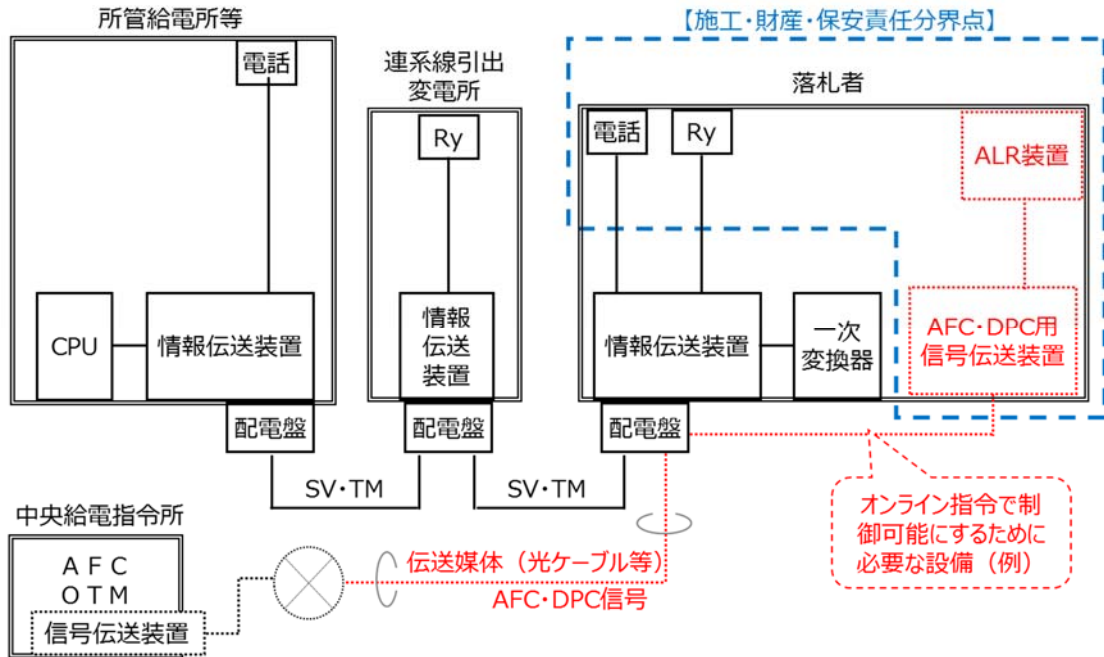 所管給電所等
電話
CPU
情報伝送装置
配電盤
連系線引出
変電所
Ry
情報
伝送
装置
配電盤
【施工・財産・保安責任分界点】
落札者
電話
Ry
ALR装置
情報伝送装置
一次
変換器
AFC・DPC用
信号伝送装置
配電盤
SV・TM
SV・TM
オンライン指令で制
御可能にするために
必要な設備（例）
中央給電指令所
ＡＦＣ
ＯＴＭ
信号伝送装置
伝送媒体（光ケーブル等）
AFC・DPC信号